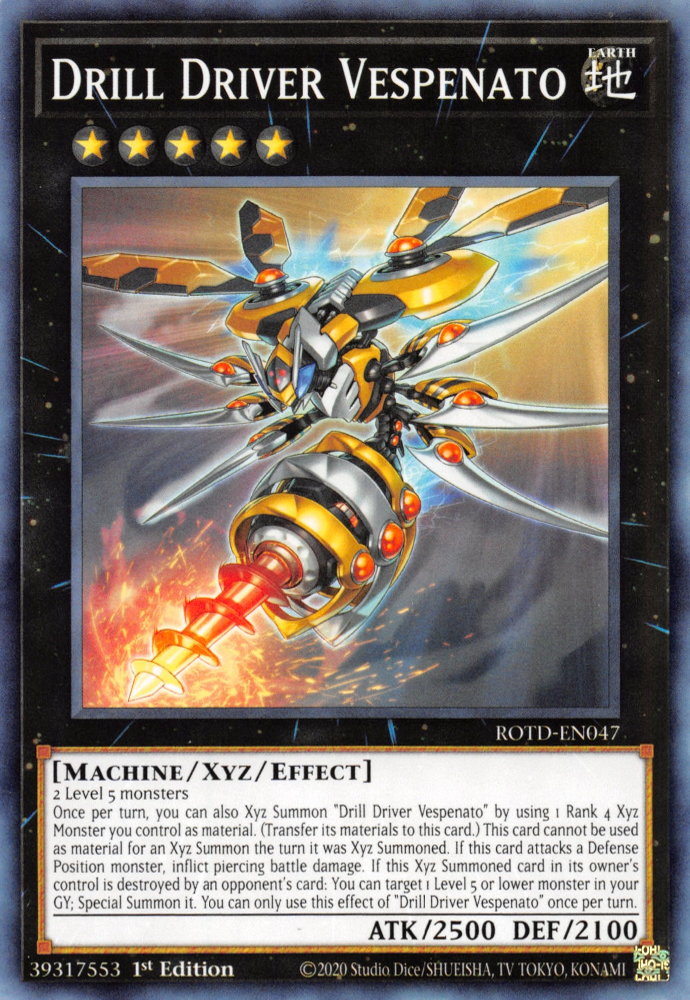 DRILL DRIVER VESPENATO
EARTH
地
ROTD-EN047
[MACHINE/XYZ/EFFECT]
2 Level 5 monsters
Once per turn, you can also Xyz Summon "Drill Driver Vespenato" by using 1 Rank 4 Xyz
Monster you control as material. (Transfer its materials to this card.) This card cannot be used
as material for an Xyz Summon the turn it was Xyz Summoned. If this card attacks a Defense
Position monster, inflict piercing battle damage. If this Xyz Summoned card in its owner's
control is destroyed by an opponent's card: You can target 1 Level 5 or lower monster in your
GY; Special Summon it. You can only use this effect of "Drill Driver Vespenato" once per turn.
ATK/2500 DEF/2100
39317553 1st Edition ©2020 Studio Dice/SHUEISHA, TV TOKYO, KONAMI